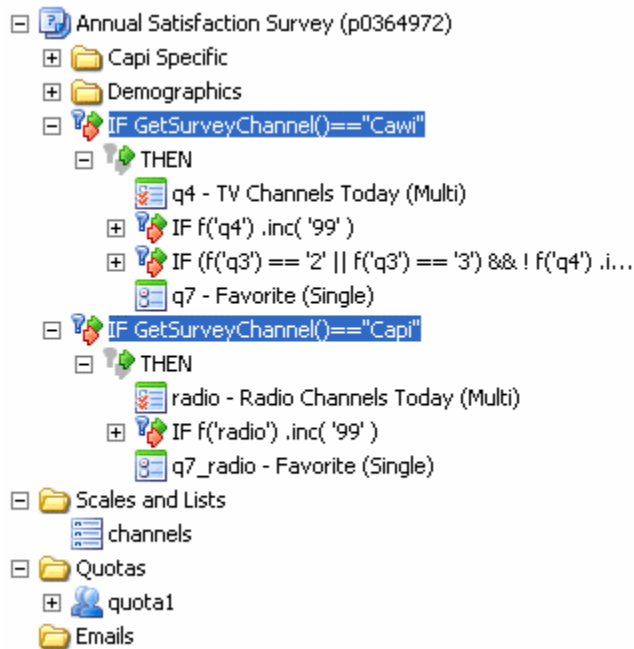 Annual Satisfaction Survey (p0364972)
Capi Specific
Demographics
IF GetSurveyChannel()=="Cawi"
THEN
q4 - TV Channels Today (Multi)
IF f('q4') .inc( '99' )
IF (f('q3') == '2' || f('q3') == '3') && ! f('q4') .i...
q7 - Favorite (Single)
IF GetSurveyChannel()=="Capi"
THEN
radio - Radio Channels Today (Multi)
IF f('radio') .inc( '99' )
q7_radio - Favorite (Single)
Scales and Lists
channels
Quotas
quota1
Emails